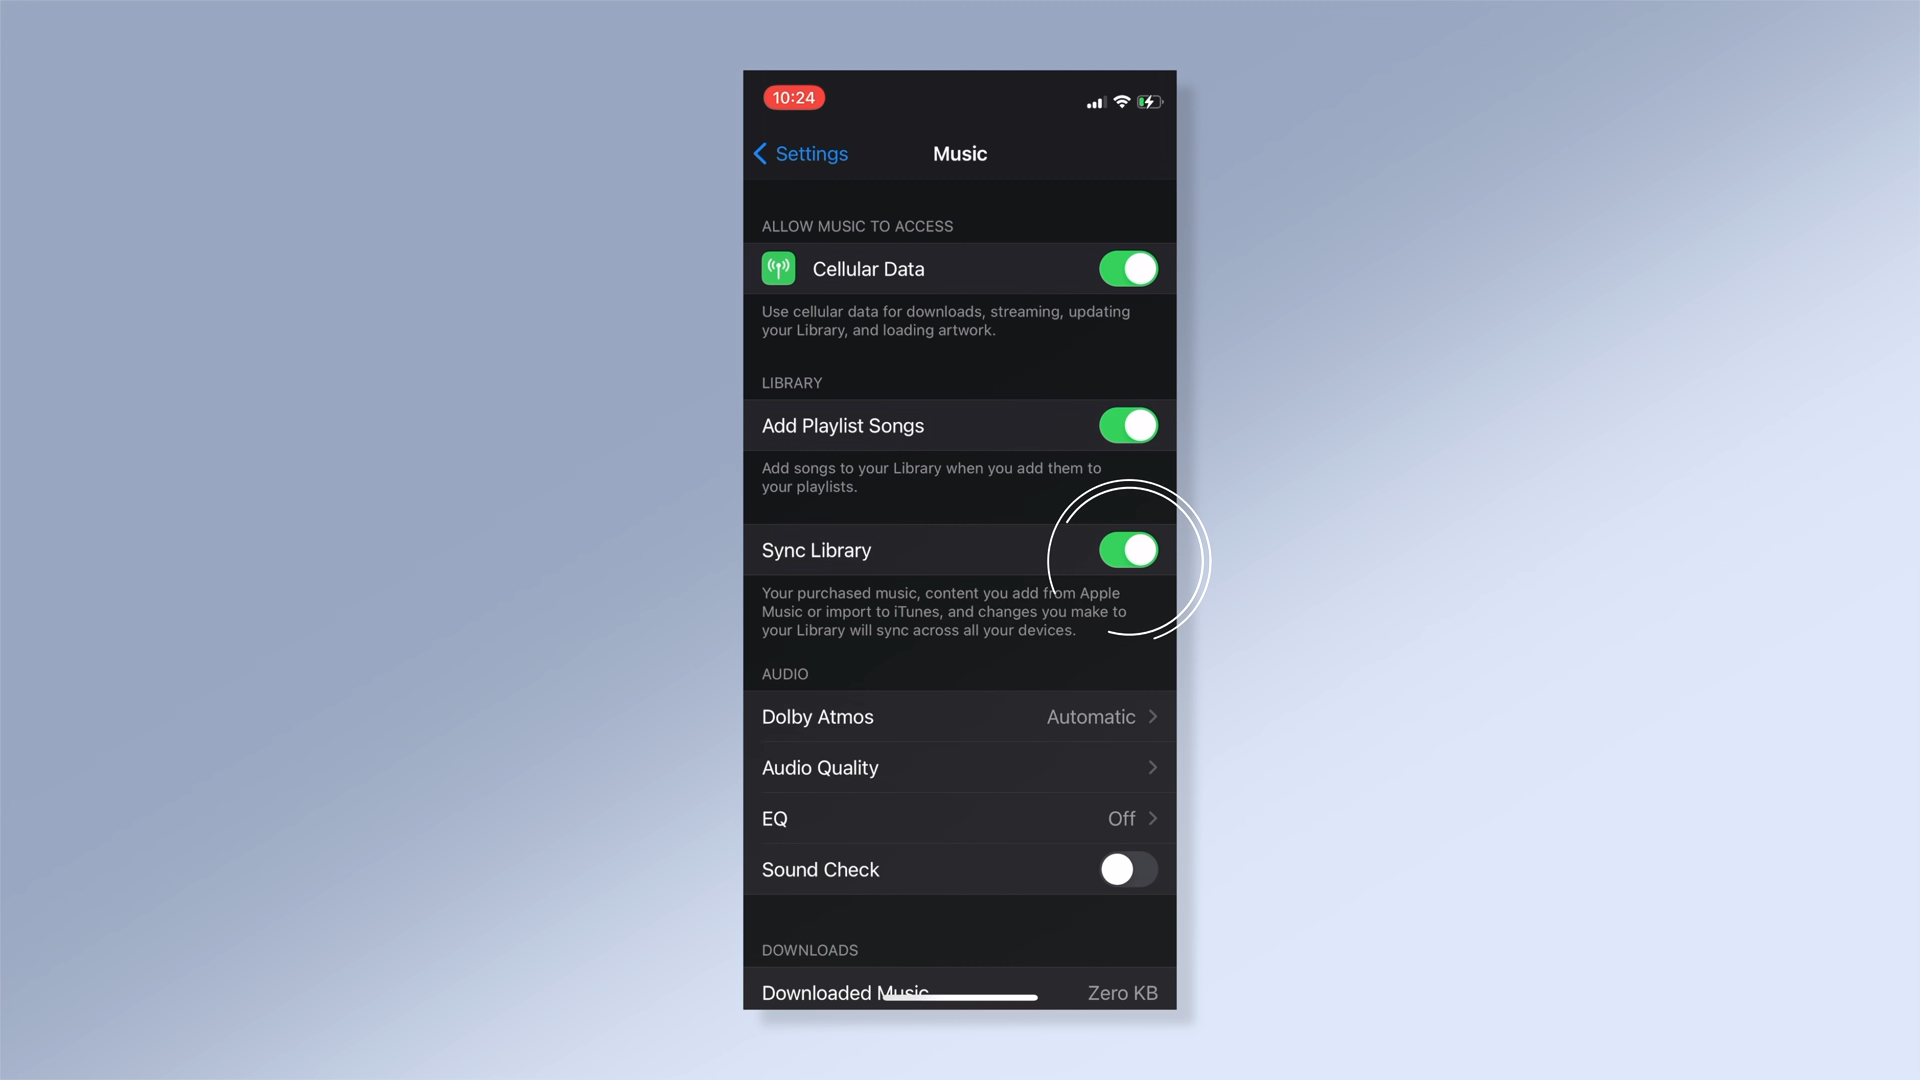 10:24
Settings
Music
ALLOW MUSIC TO ACCESS
Cellular Data
Use cellular data for downloads, streaming, updating
your Library, and loading artwork.
LIBRARY
Add Playlist Songs
Add songs to your Library when you add them to
your playlists.
Sync Library
Your purchased music, content you add from Apple
Music or import to iTunes, and changes you make to
your Library will sync across all your devices.
AUDIO
Dolby Atmos Automatic
Audio Quality
EQ Off
Sound Check
DOWNLOADS
Downloaded Music Zero KB